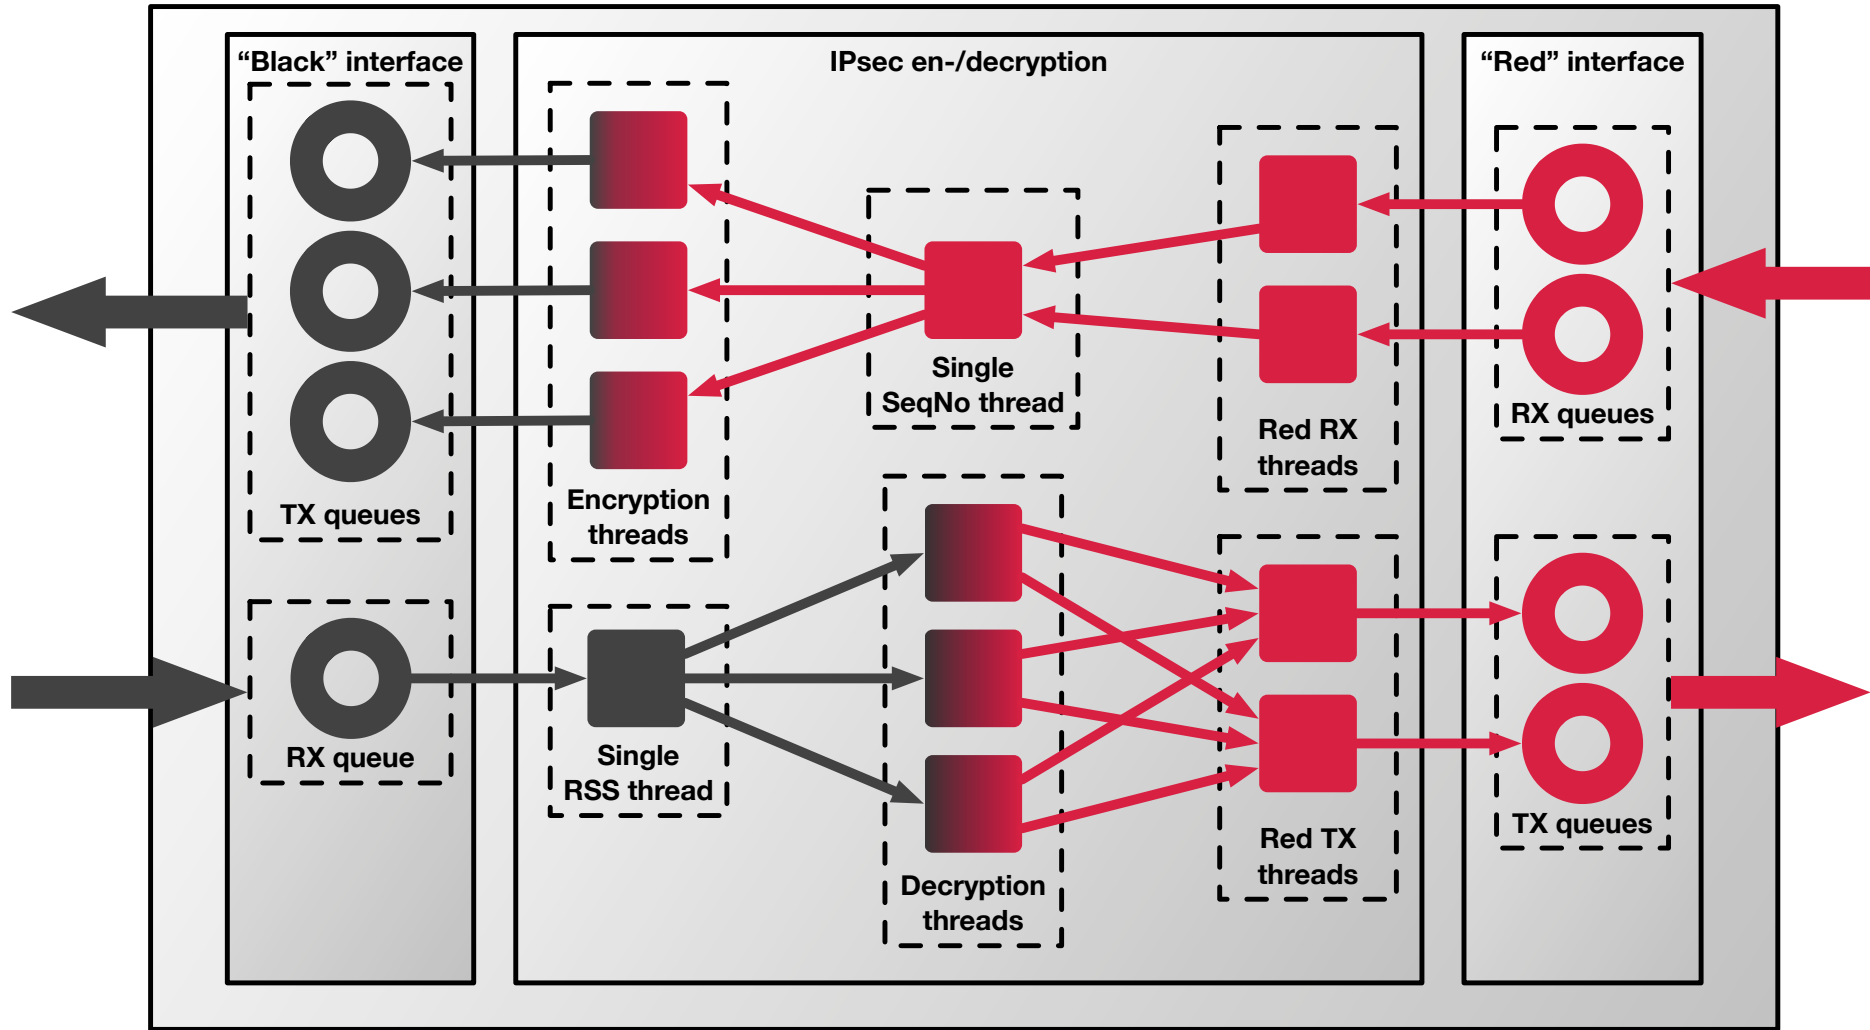 “Black” interface
IPsec en-/decryption
“Red” interface
Single
SeqNo thread
RX queues
Red RX
threads
Encryption
threads
TX queues
RX queue
Single
RSS thread
Decryption
threads
Red TX
threads
TX queues